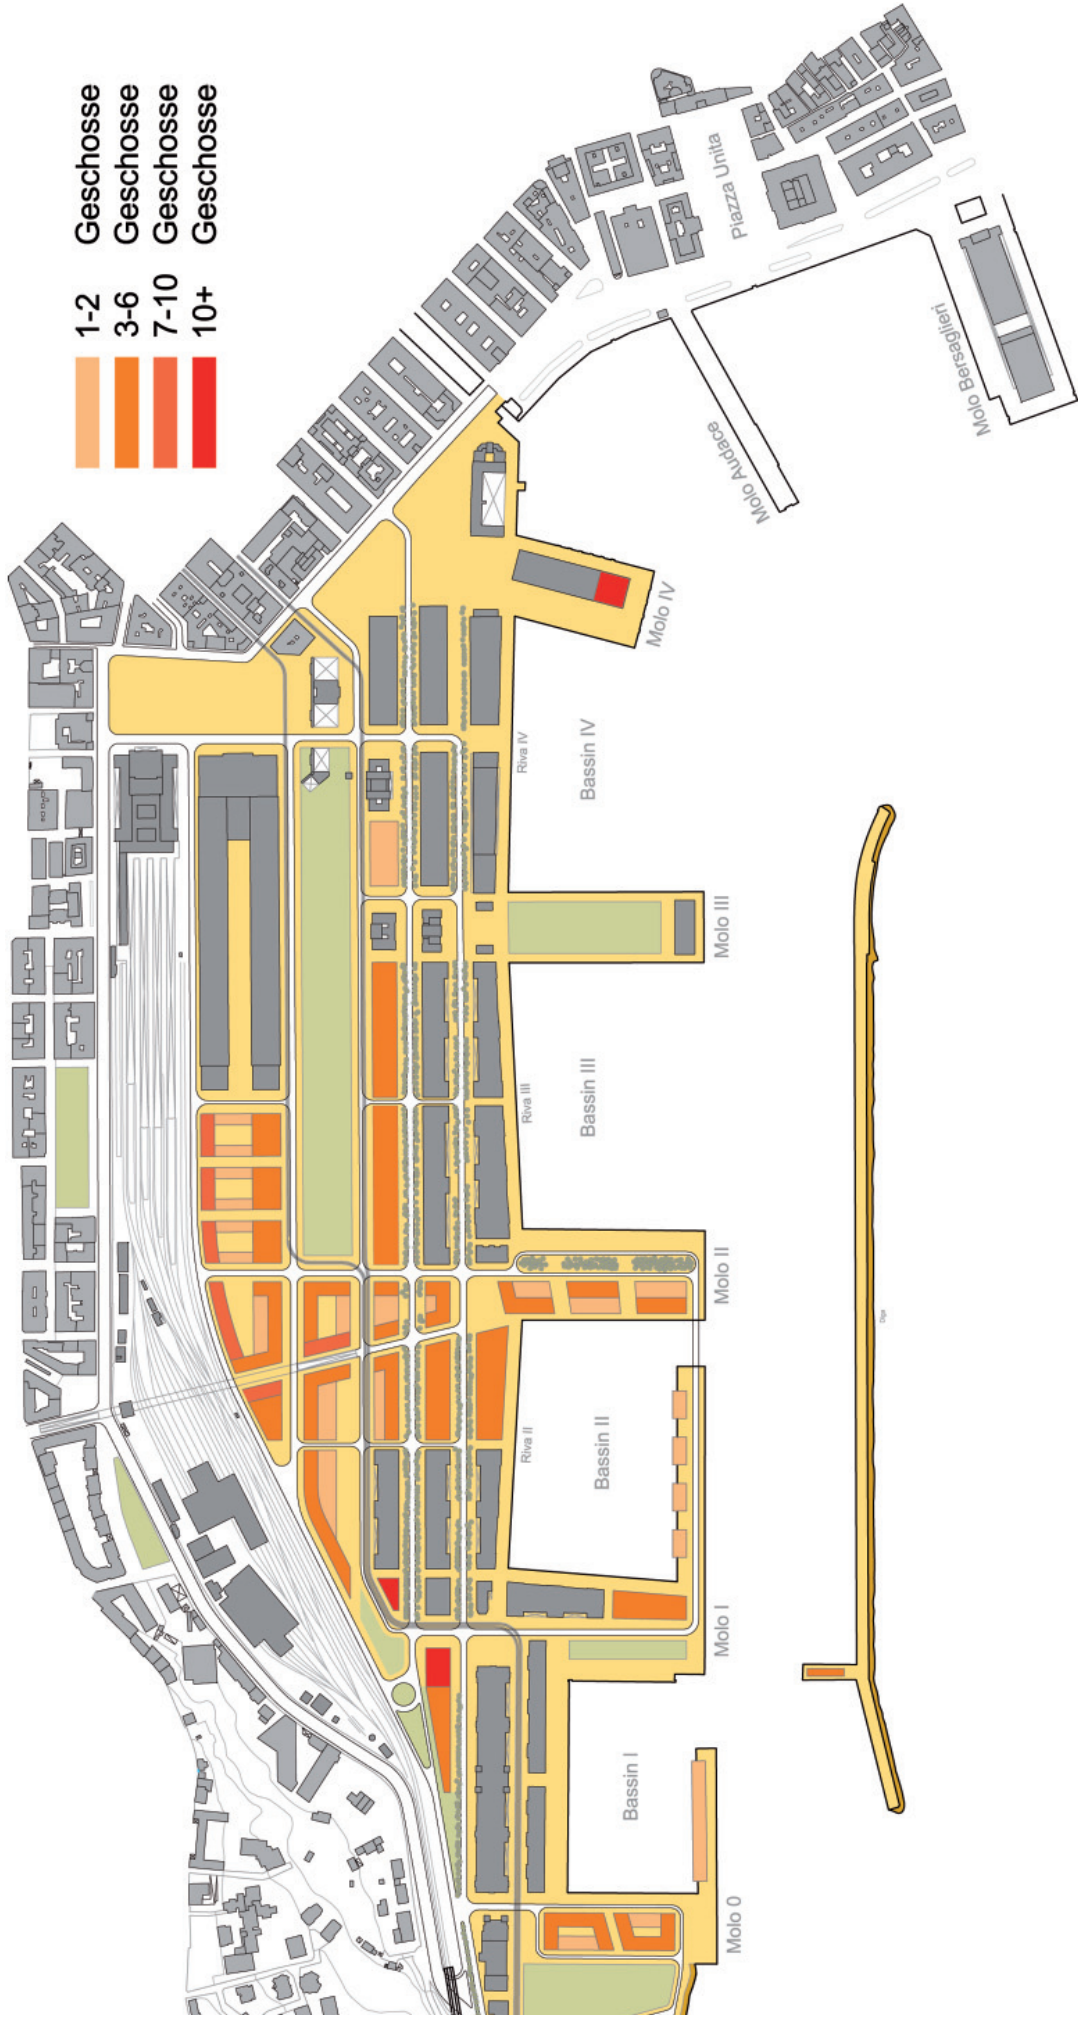 1-2 Geschosse
3-6 Geschosse
7-10 Geschosse
10+ Geschosse
Piazza Unita
Molo Bersaglieri
Molo Audace
Molo IV
Riva IV
Bassin IV
Molo III
Riva III
Bassin III
Molo II
Riva II
Bassin II
Diga
Molo I
Bassin I
Molo 0